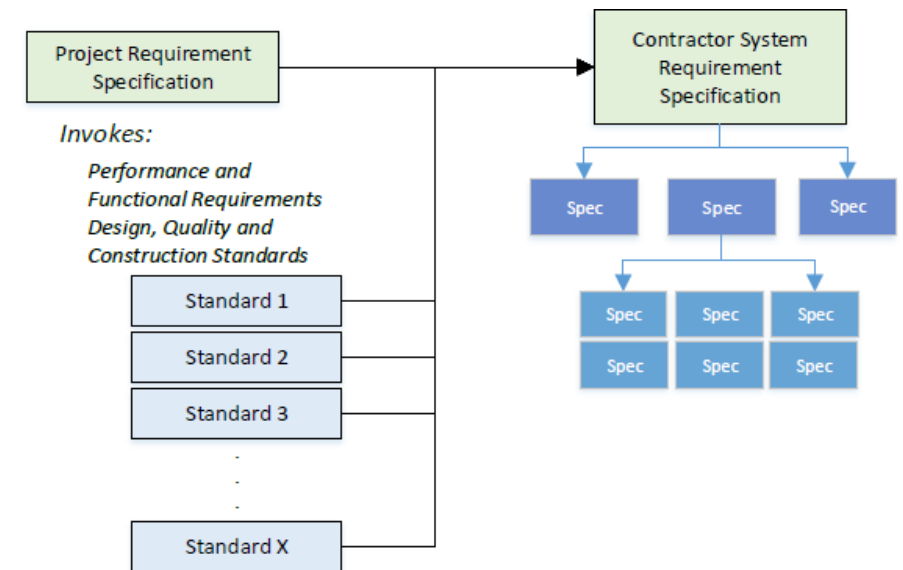 Project Requirement
Specification
Invokes:
Performance and
Functional Requirements
Design, Quality and
Construction Standards
Standard 1
Standard 2
Standard 3
.
.
.
Standard X
Contractor System
Requirement
Specification
Spec
Spec
Spec
Spec
Spec
Spec
Spec
Spec
Spec